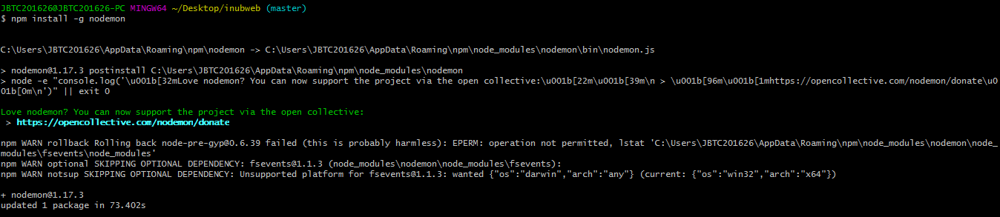 JBTC201626@JBTC201626-PC MINGW64 ~/Desktop/inubweb (master)
$ npm install -g nodemon
C:\Users\JBTC201626\AppData\Roaming\npm\nodemon -> C:\Users\JBTC201626\AppData\Roaming\npm\node_modules\nodemon\bin\nodemon.js
> nodemon@1.17.3 postinstall C:\Users\JBTC201626\AppData\Roaming\npm\node_modules\nodemon
> node -e "console.log('\u001b[32mLove nodemon? You can now support the project via the open collective:\u001b[22m\u001b[39m\n > \u001b[96m\u001b[1mhttps://opencollective.com/nodemon/donate\u0
01b[0m\n')" || exit 0
Love nodemon? You can now support the project via the open collective:
> https://opencollective.com/nodemon/donate
npm WARN rollback Rolling back node-pre-gyp@0.6.39 failed (this is probably harmless): EPERM: operation not permitted, lstat 'C:\Users\JBTC201626\AppData\Roaming\npm\node_modules\nodemon\node_
modules\fsevents\node_modules'
npm WARN optional SKIPPING OPTIONAL DEPENDENCY: fsevents@1.1.3 (node_modules\nodemon\node_modules\fsevents):
npm WARN notsup SKIPPING OPTIONAL DEPENDENCY: Unsupported platform for fsevents@1.1.3: wanted {"os":"darwin","arch":"any"} (current: {"os":"win32","arch":"x64"})
+ nodemon@1.17.3
updated 1 package in 73.402s